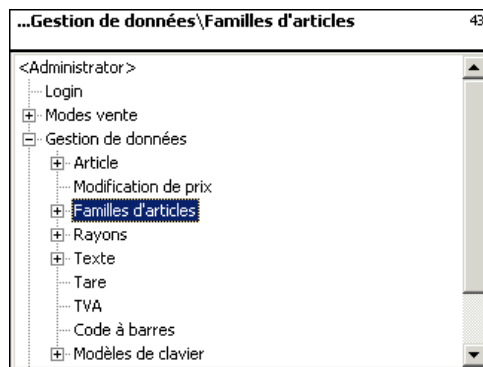 ...Gestion de données\Familles d'articles 43
<Administrator>
Login
Modes vente
Gestion de données
Article
Modification de prix
Familles d'articles
Rayons
Texte
Tare
TVA
Code à barres
Modèles de clavier